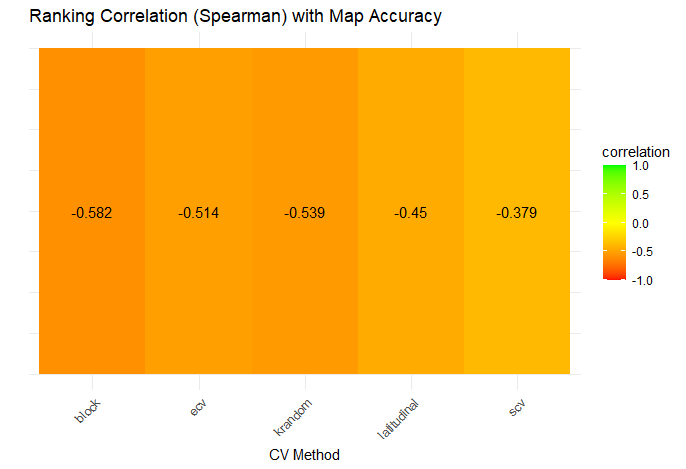 Ranking Correlation (Spearman) with Map Accuracy
correlation
1.0
0.5
0.0
-0.5
-1.0
-0.582
-0.514
-0.539
-0.45
-0.379
block
ecv
krandom
latitudinal
scv
CV Method